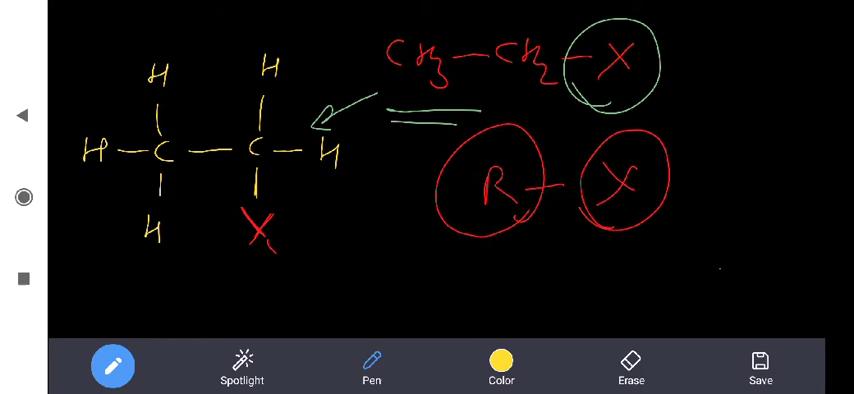 H H CH3 — CH2 — X
H — C — C — H
R — X
H X
Spotlight Pen Color Erase Save